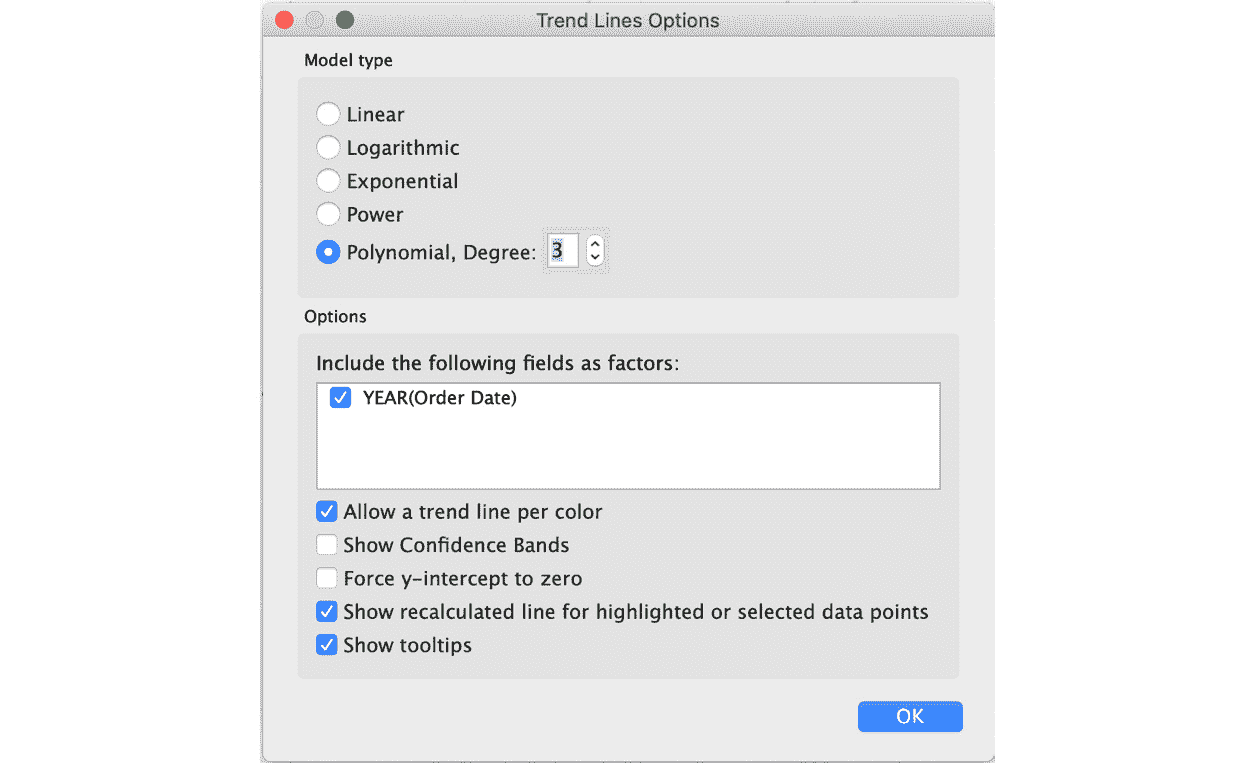 Trend Lines Options
Model type
Linear
Logarithmic
Exponential
Power
Polynomial, Degree: 3
Options
Include the following fields as factors:
YEAR(Order Date)
Allow a trend line per color
Show Confidence Bands
Force y-intercept to zero
Show recalculated line for highlighted or selected data points
Show tooltips
OK